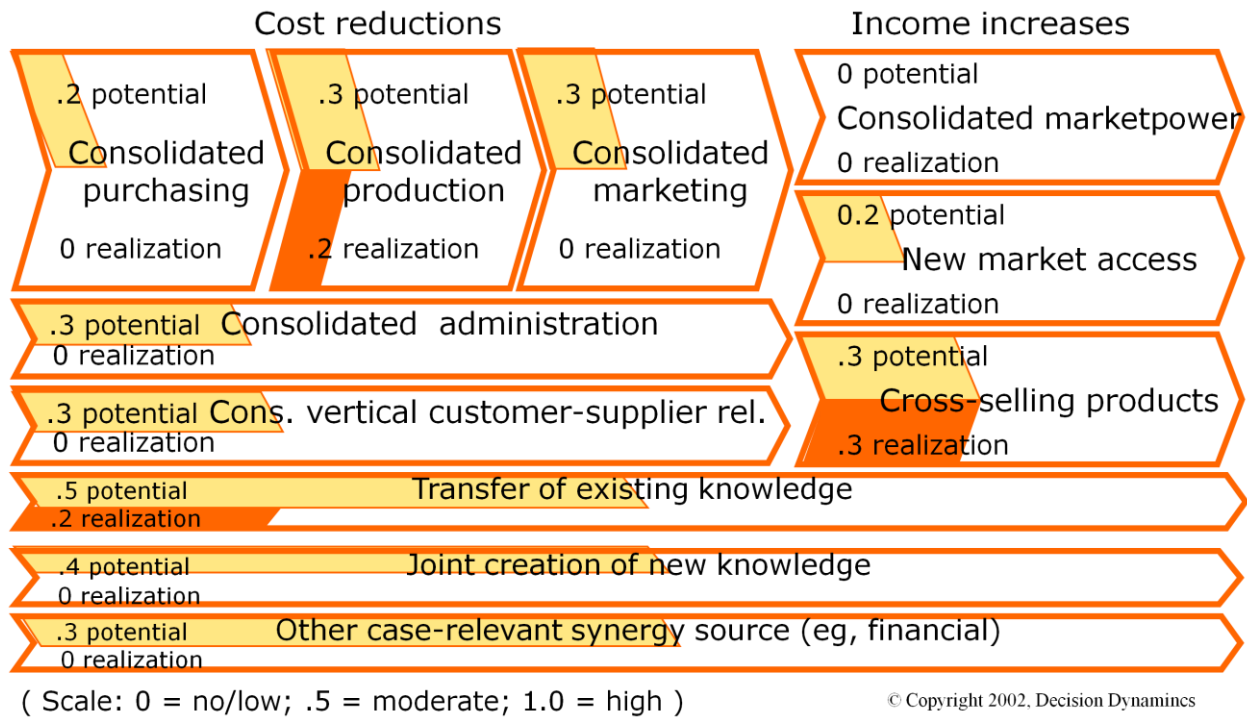 Cost reductions
Income increases
.2 potential
Consolidated
purchasing
0 realization
.3 potential
Consolidated
production
.2 realization
.3 potential
Consolidated
marketing
0 realization
0 potential
Consolidated marketpower
0 realization
0.2 potential
New market access
0 realization
.3 potential
Cross-selling products
.3 realization
.3 potential Consolidated administration
0 realization
.3 potential Cons. vertical customer-supplier rel.
0 realization
.5 potential Transfer of existing knowledge
.2 realization
.4 potential Joint creation of new knowledge
0 realization
.3 potential Other case-relevant synergy source (eg, financial)
0 realization
( Scale: 0 = no/low; .5 = moderate; 1.0 = high )
© Copyright 2002, Decision Dynamincs